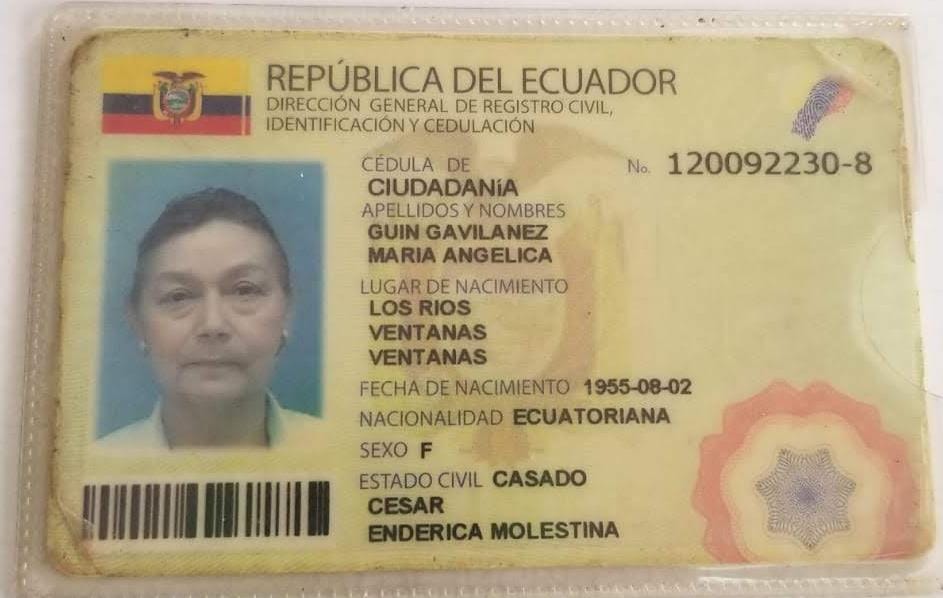 REPÚBLICA DEL ECUADOR
DIRECCIÓN GENERAL DE REGISTRO CIVIL,
IDENTIFICACIÓN Y CEDULACIÓN
CÉDULA DE No. 120092230-8
CIUDADANíA
APELLIDOS Y NOMBRES
GUIN GAVILANEZ
MARIA ANGELICA
LUGAR DE NACIMIENTO
LOS RIOS
VENTANAS
VENTANAS
FECHA DE NACIMIENTO 1955-08-02
NACIONALIDAD ECUATORIANA
SEXO F
ESTADO CIVIL CASADO
CESAR
ENDERICA MOLESTINA